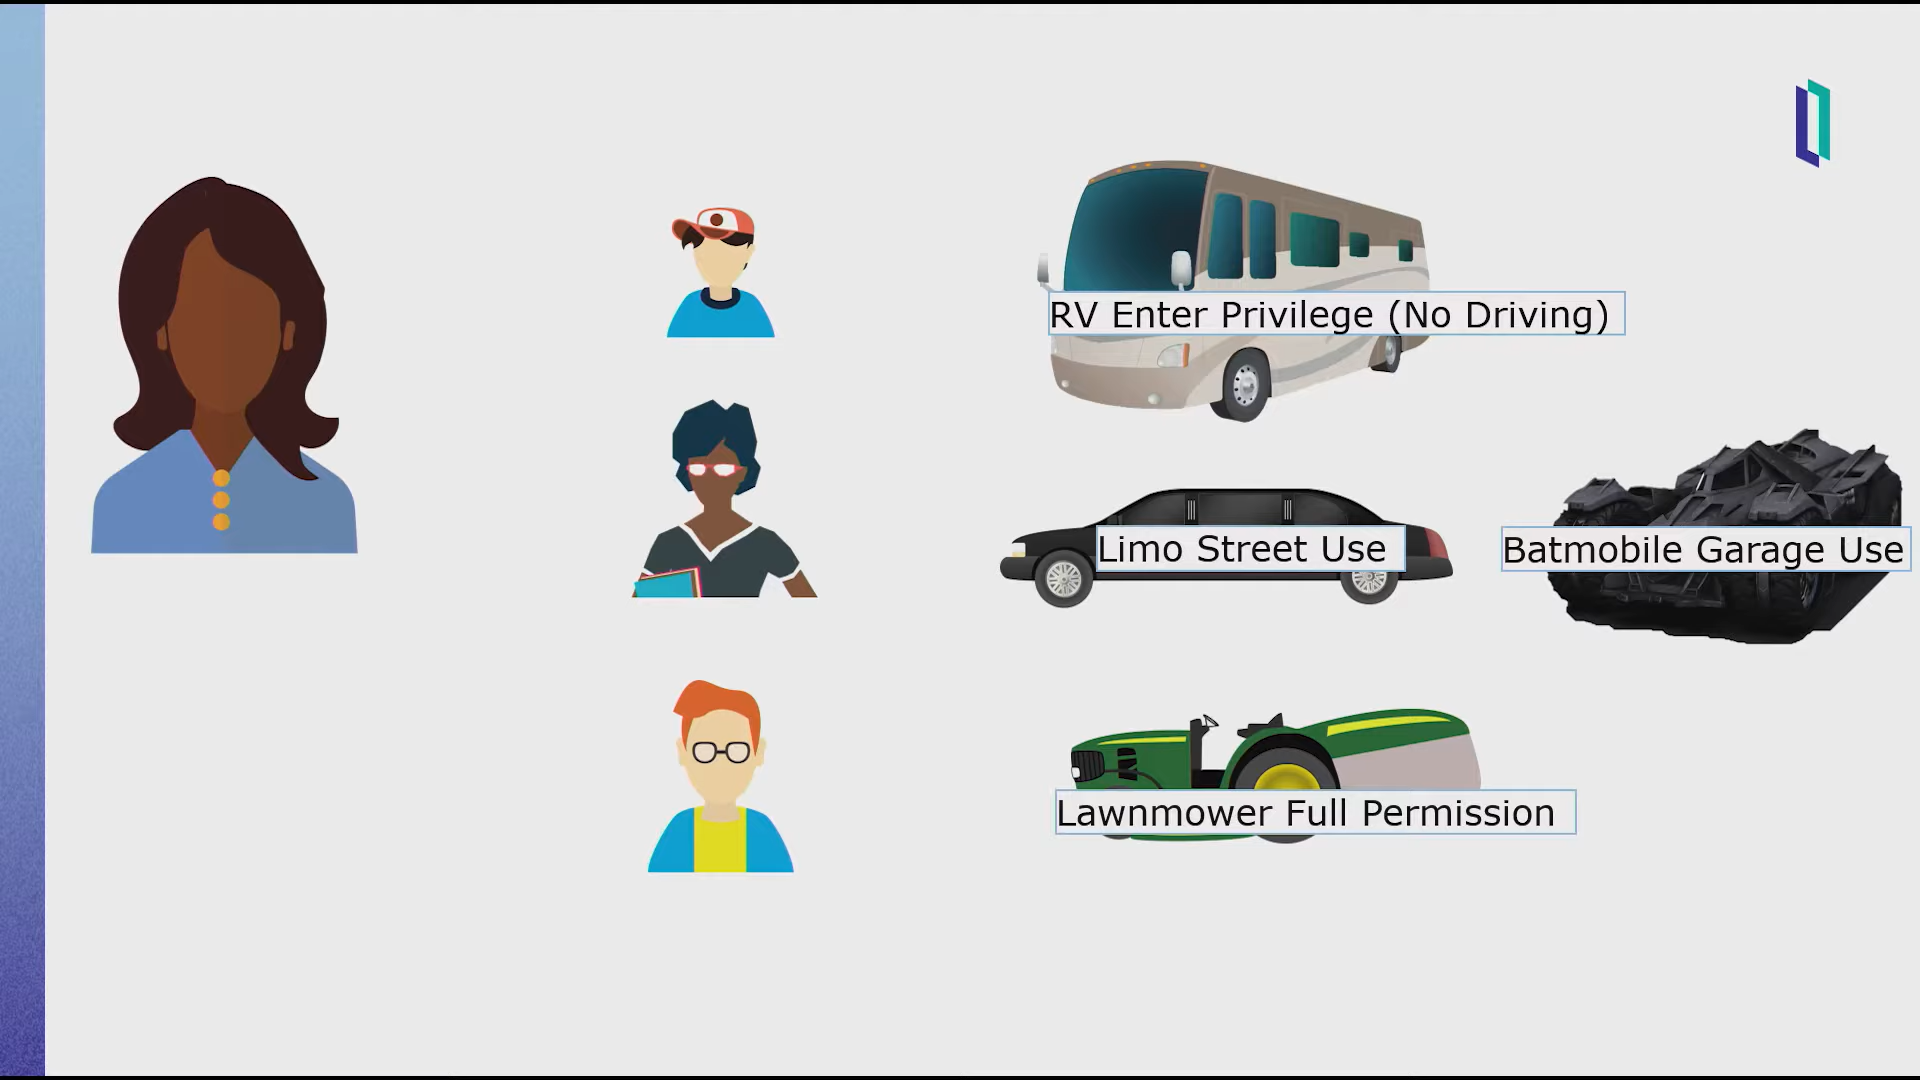 RV Enter Privilege (No Driving)
Limo Street Use
Batmobile Garage Use
Lawnmower Full Permission